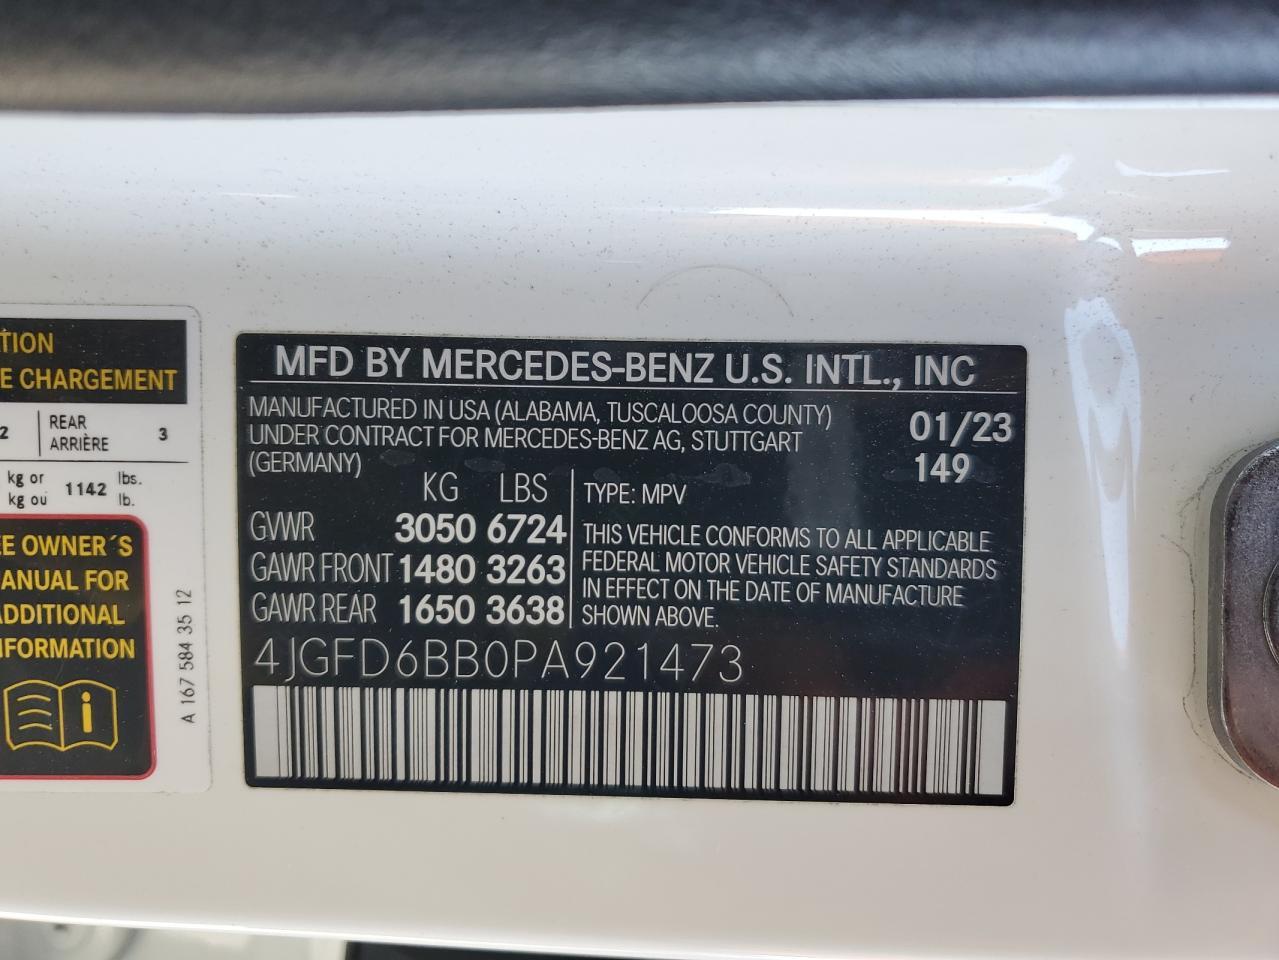 TION
E CHARGEMENT
2 REAR 3
ARRIÈRE
kg or 1142 lbs.
kg ou lb.
EE OWNER´S
ANUAL FOR
ADDITIONAL
NFORMATION
i
A 167 584 35 12
MFD BY MERCEDES-BENZ U.S. INTL., INC
MANUFACTURED IN USA (ALABAMA, TUSCALOOSA COUNTY) 01/23
UNDER CONTRACT FOR MERCEDES-BENZ AG, STUTTGART
(GERMANY) 149
KG LBS
GVWR 3050 6724
GAWR FRONT 1480 3263
GAWR REAR 1650 3638
TYPE: MPV
THIS VEHICLE CONFORMS TO ALL APPLICABLE
FEDERAL MOTOR VEHICLE SAFETY STANDARDS
IN EFFECT ON THE DATE OF MANUFACTURE
SHOWN ABOVE.
4JGFD6BB0PA921473